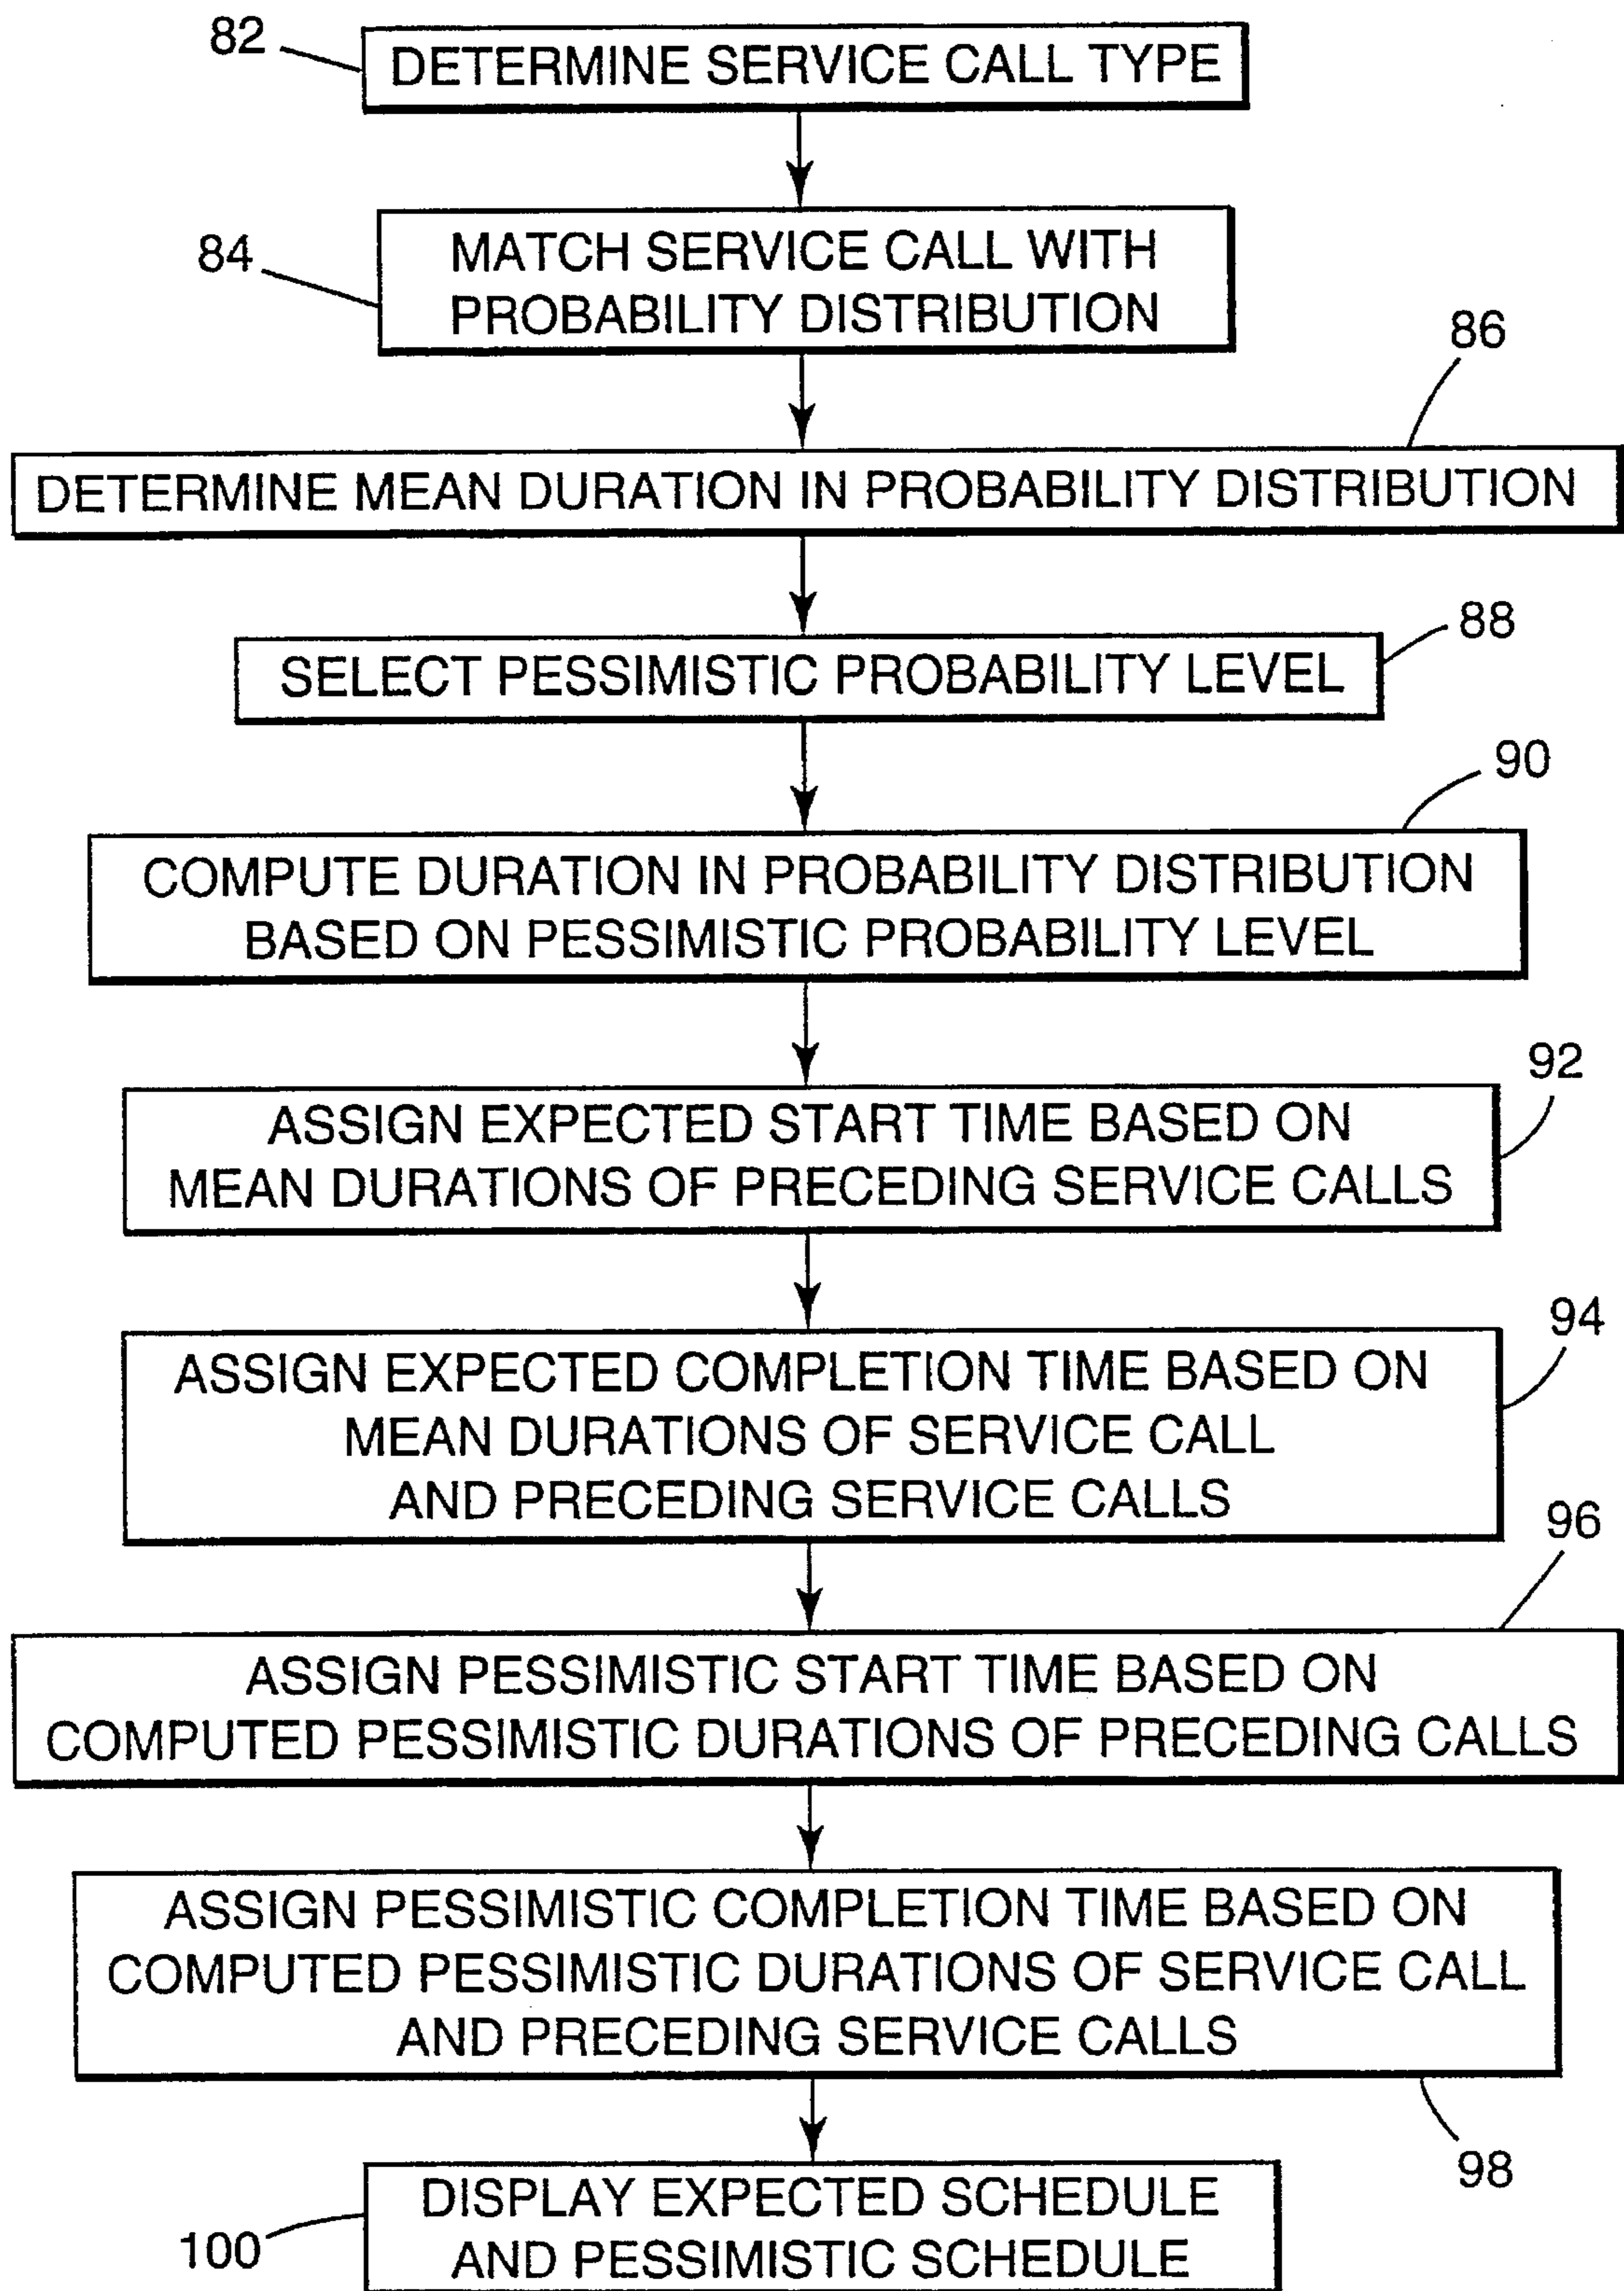 82
DETERMINE SERVICE CALL TYPE
84
MATCH SERVICE CALL WITH
PROBABILITY DISTRIBUTION
86
DETERMINE MEAN DURATION IN PROBABILITY DISTRIBUTION
88
SELECT PESSIMISTIC PROBABILITY LEVEL
90
COMPUTE DURATION IN PROBABILITY DISTRIBUTION
BASED ON PESSIMISTIC PROBABILITY LEVEL
92
ASSIGN EXPECTED START TIME BASED ON
MEAN DURATIONS OF PRECEDING SERVICE CALLS
94
ASSIGN EXPECTED COMPLETION TIME BASED ON
MEAN DURATIONS OF SERVICE CALL
AND PRECEDING SERVICE CALLS
96
ASSIGN PESSIMISTIC START TIME BASED ON
COMPUTED PESSIMISTIC DURATIONS OF PRECEDING CALLS
ASSIGN PESSIMISTIC COMPLETION TIME BASED ON
COMPUTED PESSIMISTIC DURATIONS OF SERVICE CALL
AND PRECEDING SERVICE CALLS
98
DISPLAY EXPECTED SCHEDULE
AND PESSIMISTIC SCHEDULE
100